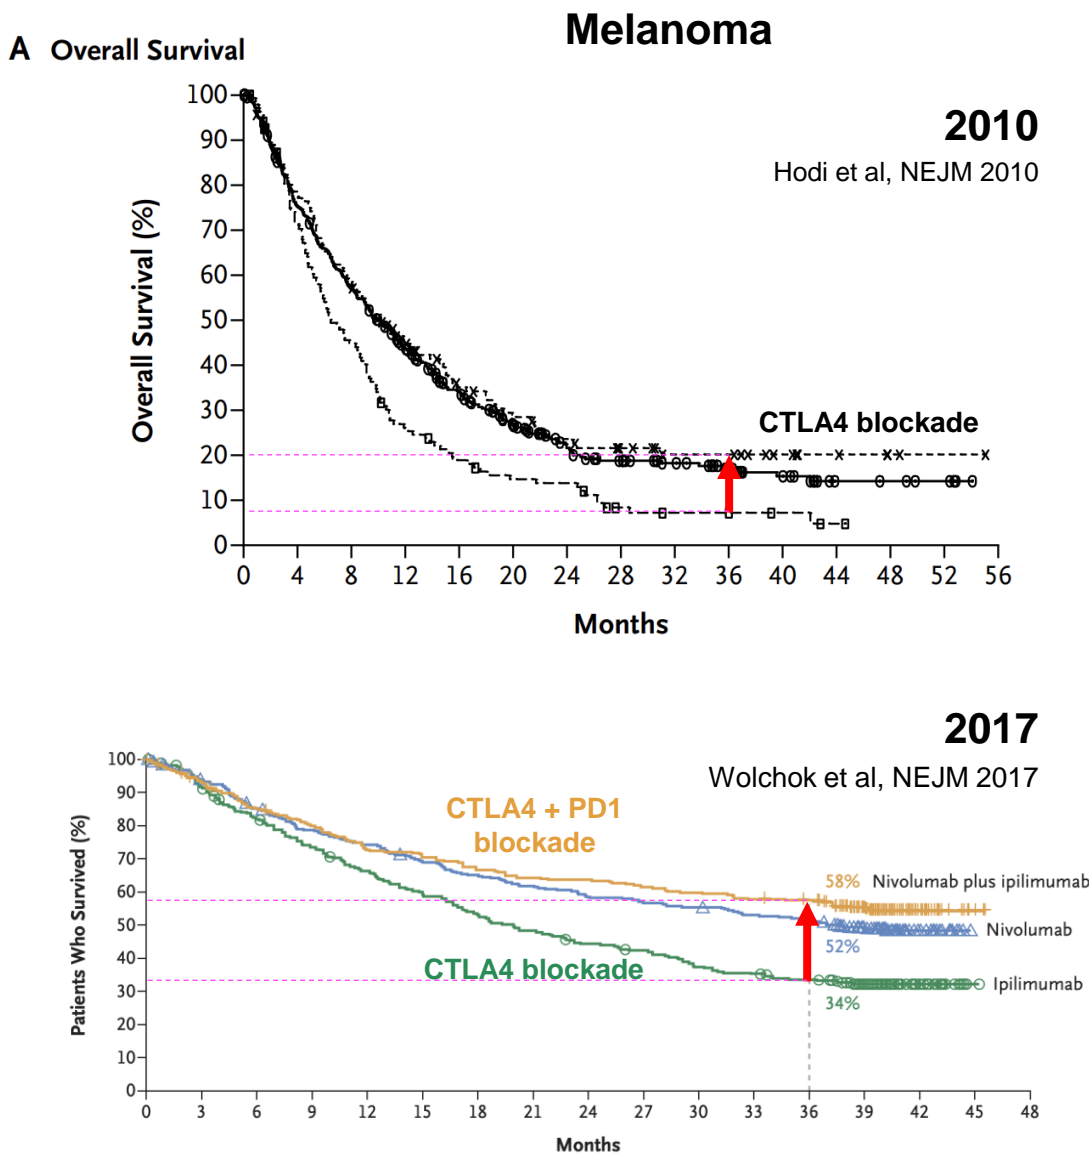 Melanoma
A Overall Survival
2010
Hodi et al, NEJM 2010
Overall Survival (%)
100
90
80
70
60
50
40
30
20
10
0
CTLA4 blockade
0 4 8 12 16 20 24 28 32 36 40 44 48 52 56
Months
2017
Wolchok et al, NEJM 2017
Patients Who Survived (%)
100
90
80
70
60
50
40
30
20
10
0
CTLA4 + PD1
blockade
58% Nivolumab plus ipilimumab
Nivolumab
52%
CTLA4 blockade
Ipilimumab
34%
0 3 6 9 12 15 18 21 24 27 30 33 36 39 42 45 48
Months